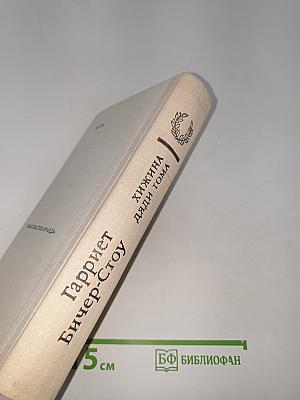 Гарриет
Бичер-Стоу
ХИЖИНА
ДЯДИ ТОМА
5 см
БФ БИБЛИОФАН